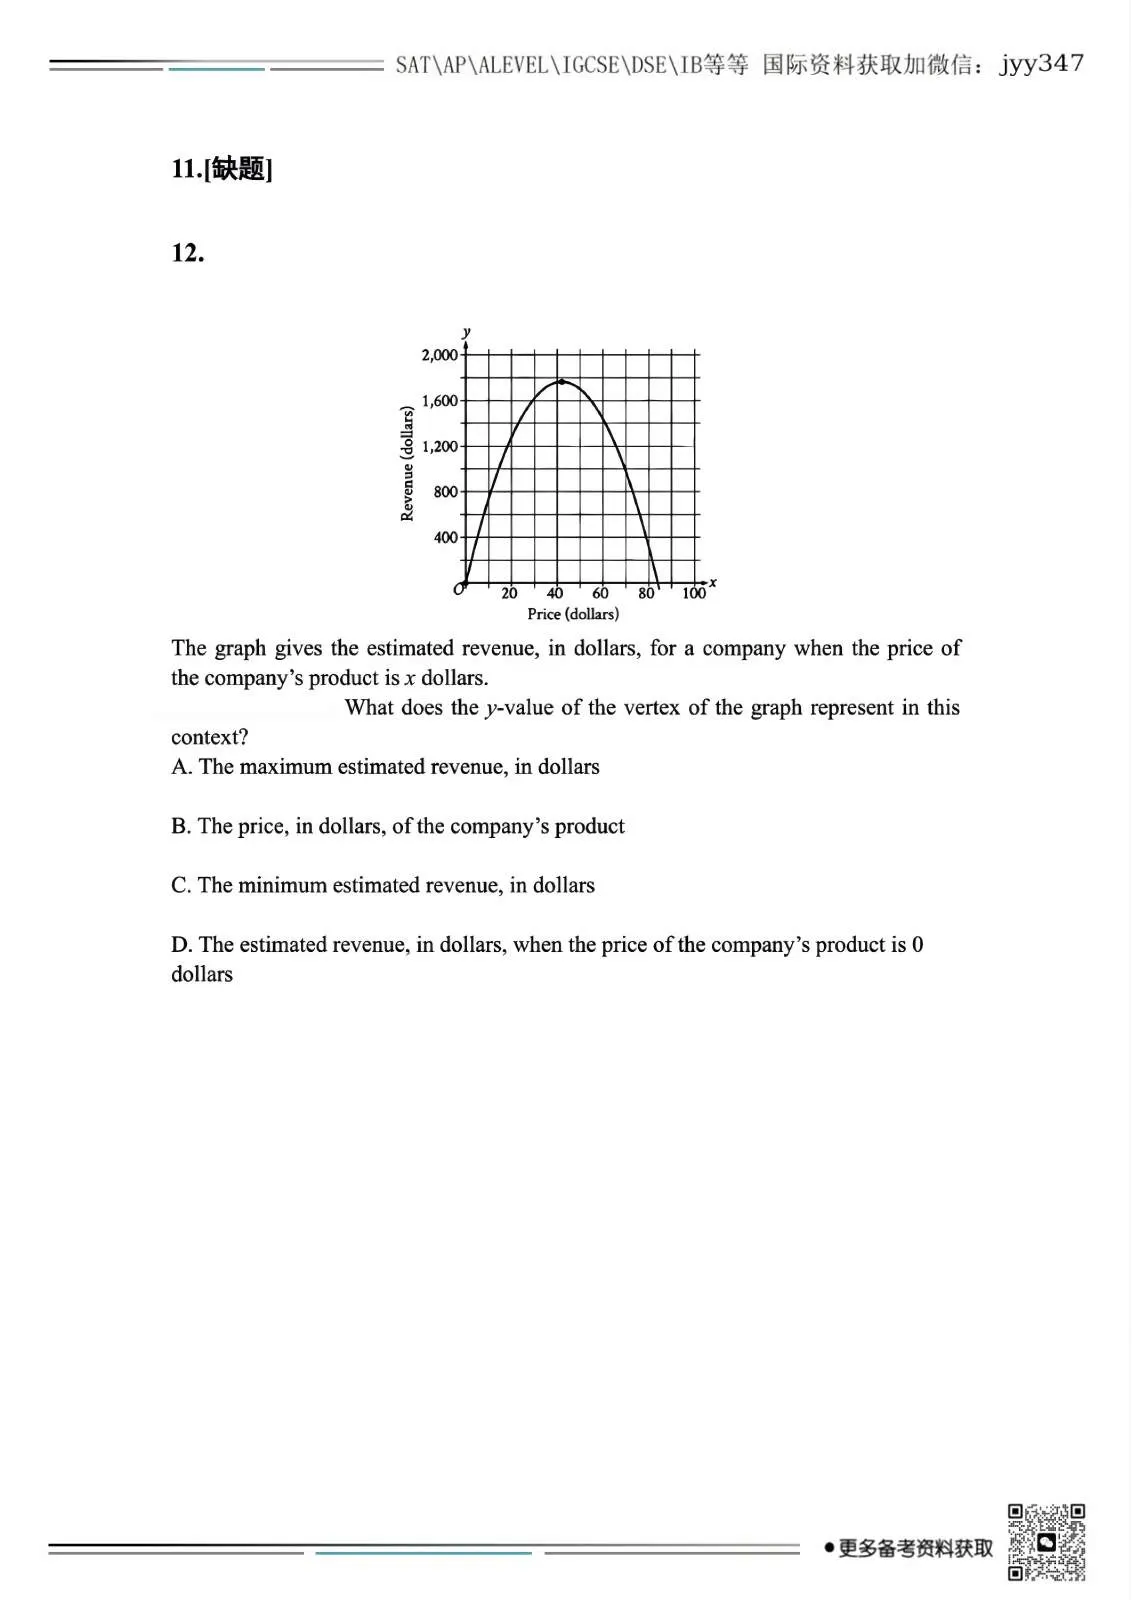 SAT\AP\ALEVEL\IGCSE\DSE\IB等等 国际资料获取加微信：jyy347
11.[缺题]
12.
y
2,000
1,600
1,200
800
400
Revenue (dollars)
O
20 40 60 80 100 x
Price (dollars)
The graph gives the estimated revenue, in dollars, for a company when the price of
the company’s product is x dollars.
What does the y-value of the vertex of the graph represent in this
context?
A. The maximum estimated revenue, in dollars
B. The price, in dollars, of the company’s product
C. The minimum estimated revenue, in dollars
D. The estimated revenue, in dollars, when the price of the company’s product is 0
dollars
●更多备考资料获取